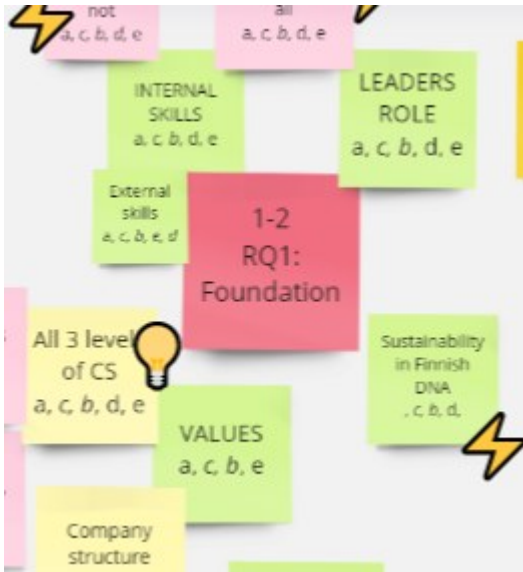 not
a, c, b, d, e
all
a, c, b, d, e
INTERNAL
SKILLS
a, c, b, d, e
LEADERS
ROLE
a, c, b, d, e
External
skills
a, c, b, e, d
1-2
RQ1:
Foundation
All 3 level
of CS
a, c, b, d, e
Sustainability
in Finnish
DNA
, c, b, d,
VALUES
a, c, b, e
Company
structure